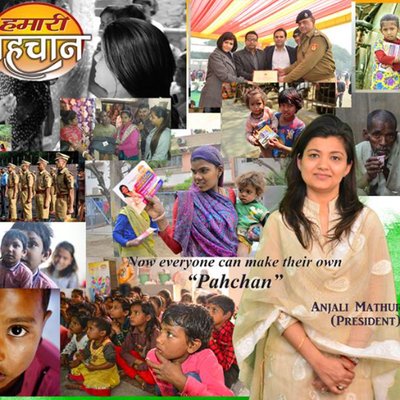 हमारी
पहचान
Now everyone can make their own
"Pahchan"
ANJALI MATHUR
(PRESIDENT)